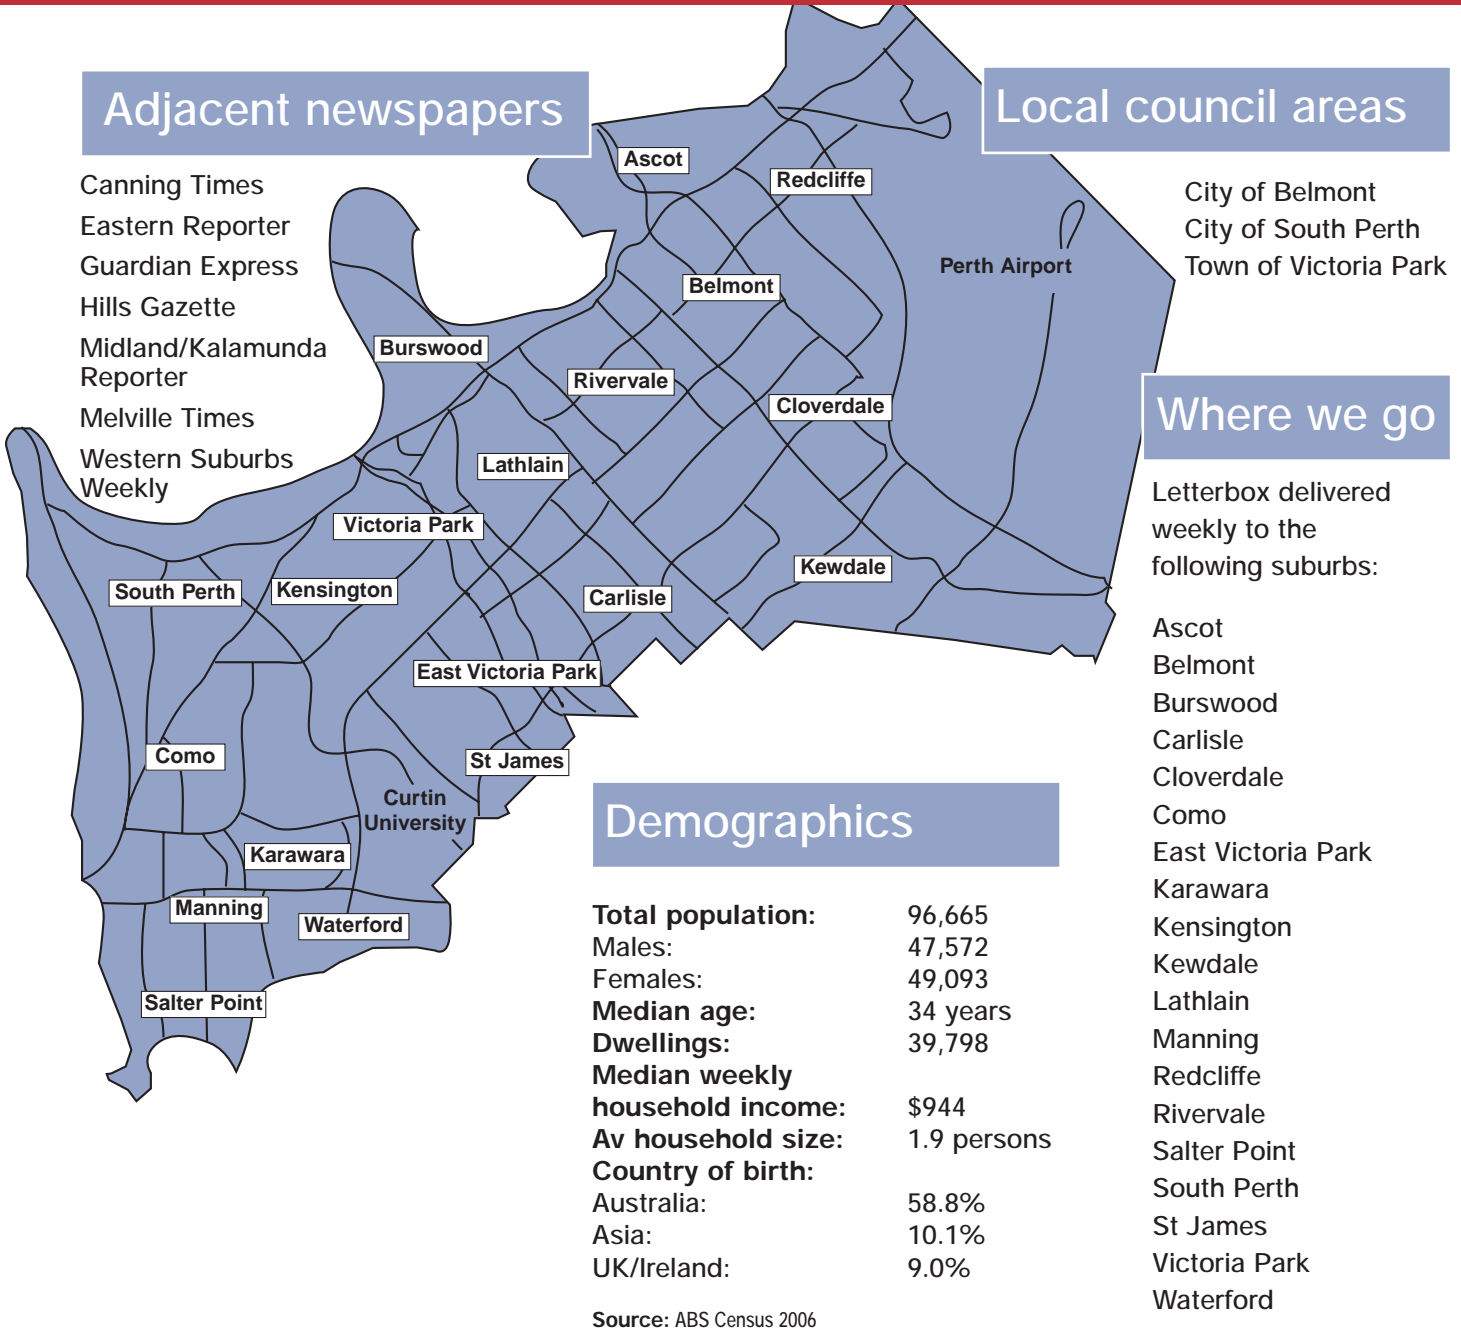 Adjacent newspapers
Canning Times
Eastern Reporter
Guardian Express
Hills Gazette
Midland/Kalamunda
Reporter
Melville Times
Western Suburbs
Weekly
Local council areas
City of Belmont
City of South Perth
Town of Victoria Park
Ascot
Redcliffe
Perth Airport
Belmont
Burswood
Rivervale
Cloverdale
Lathlain
Victoria Park
Kewdale
South Perth
Kensington
Carlisle
East Victoria Park
Como
St James
Curtin
University
Karawara
Manning
Waterford
Salter Point
Where we go
Letterbox delivered
weekly to the
following suburbs:
Ascot
Belmont
Burswood
Carlisle
Cloverdale
Como
East Victoria Park
Karawara
Kensington
Kewdale
Lathlain
Manning
Redcliffe
Rivervale
Salter Point
South Perth
St James
Victoria Park
Waterford
Demographics
Total population: 96,665
Males: 47,572
Females: 49,093
Median age: 34 years
Dwellings: 39,798
Median weekly
household income: $944
Av household size: 1.9 persons
Country of birth:
Australia: 58.8%
Asia: 10.1%
UK/Ireland: 9.0%
Source: ABS Census 2006